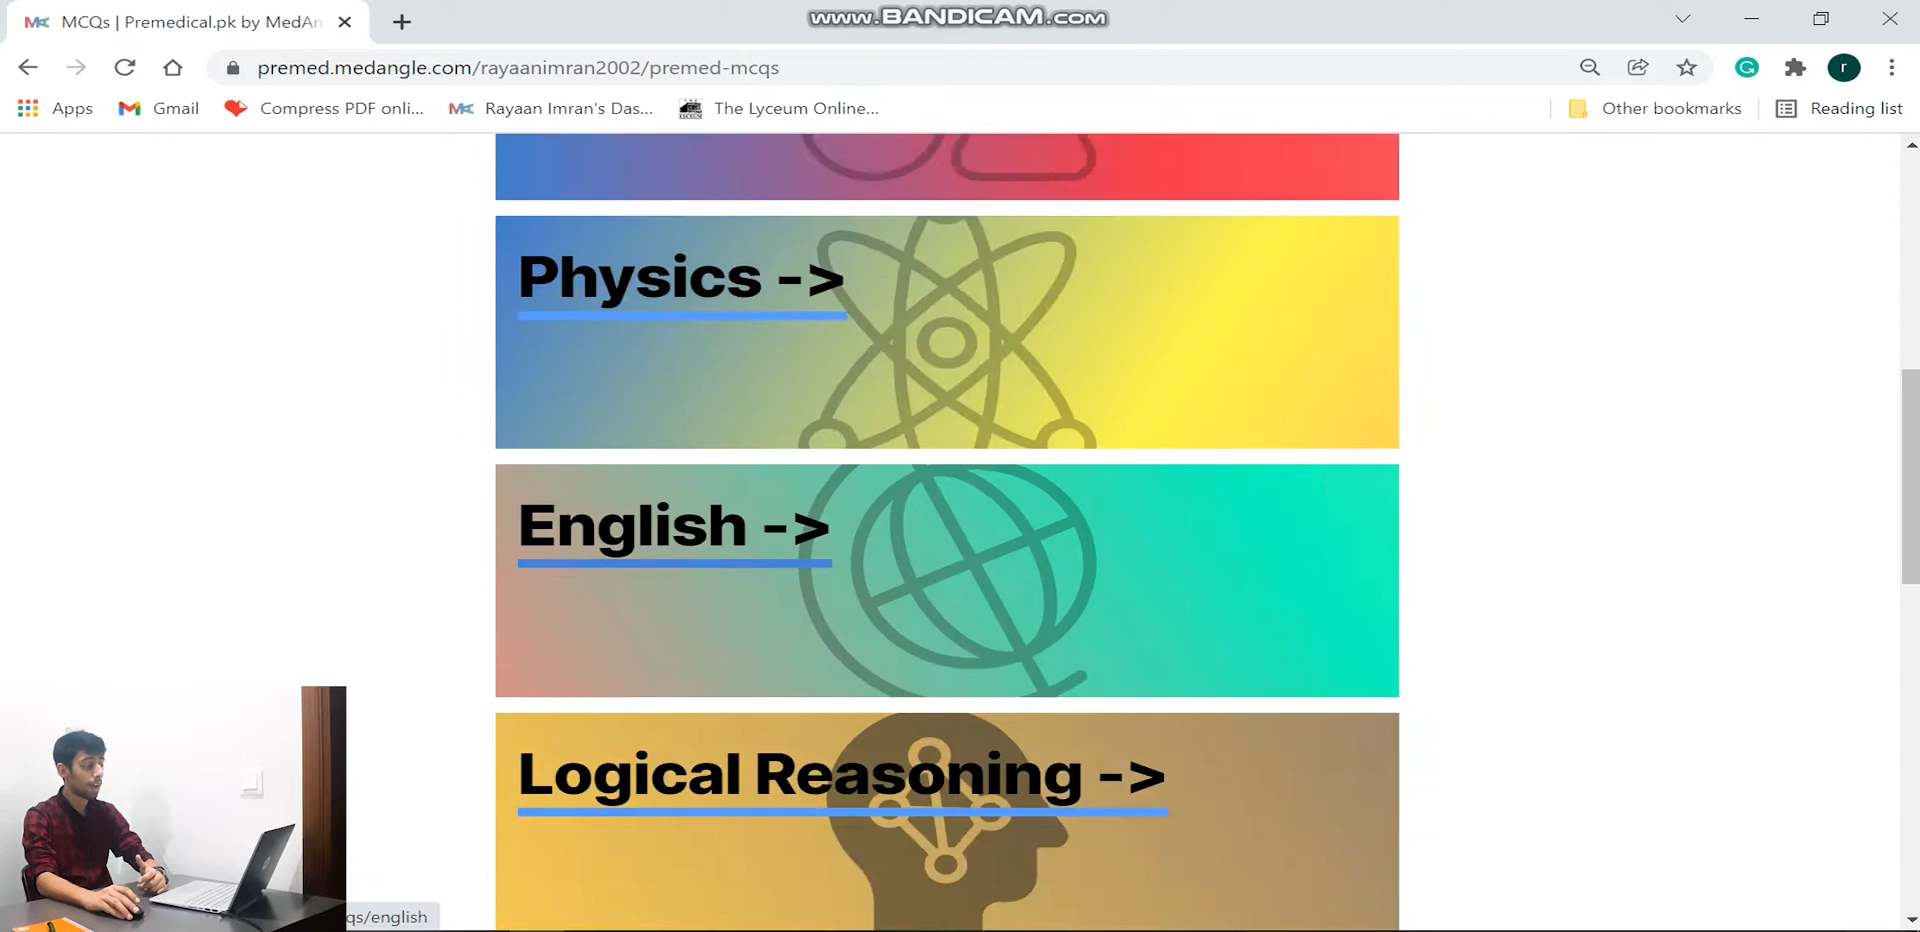 MCQs | Premedical.pk by MedAn
www.BANDICAM.com
premed.medangle.com/rayaanimran2002/premed-mcqs
r
Apps
Gmail
Compress PDF onli...
Rayaan Imran's Das...
The Lyceum Online...
Other bookmarks
Reading list
Physics ->
English ->
Logical Reasoning ->
qs/english